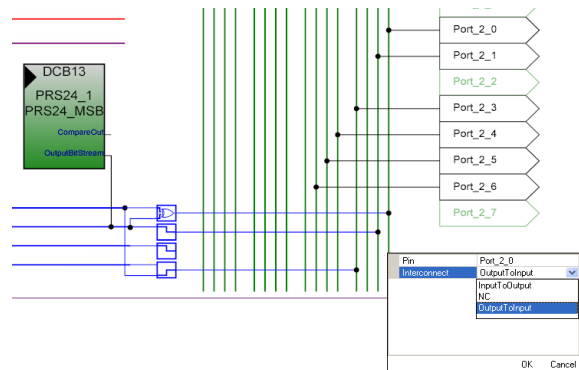 Port_2_0
Port_2_1
Port_2_2
Port_2_3
Port_2_4
Port_2_5
Port_2_6
Port_2_7
DCB13
PRS24_1
PRS24_MSB
CompareOut
OutputBitStream
Pin Port_2_0
Interconnect OutputToInput
InputToOutput
NC
OutputToInput
OK Cancel